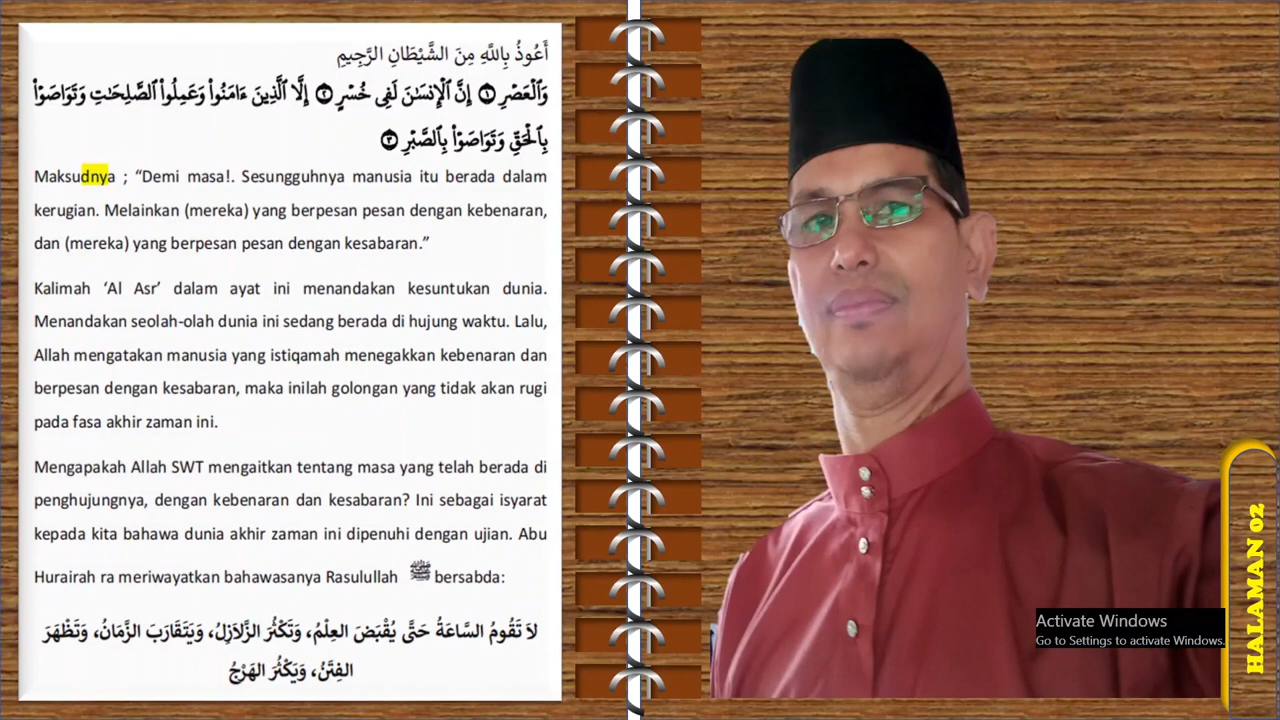 أَعُوذُ بِاللَّهِ مِنَ الشَّيْطَانِ الرَّجِيمِ
وَٱلْعَصْرِ ١ إِنَّ ٱلْإِنسَٰنَ لَفِى خُسْرٍ ٢ إِلَّا ٱلَّذِينَ ءَامَنُوا۟ وَعَمِلُوا۟ ٱلصَّٰلِحَٰتِ وَتَوَاصَوْا۟
بِٱلْحَقِّ وَتَوَاصَوْا۟ بِٱلصَّبْرِ ٣
Maksudnya ; “Demi masa!. Sesungguhnya manusia itu berada dalam
kerugian. Melainkan (mereka) yang berpesan pesan dengan kebenaran,
dan (mereka) yang berpesan pesan dengan kesabaran.”
Kalimah ‘Al Asr’ dalam ayat ini menandakan kesuntukan dunia.
Menandakan seolah-olah dunia ini sedang berada di hujung waktu. Lalu,
Allah mengatakan manusia yang istiqamah menegakkan kebenaran dan
berpesan dengan kesabaran, maka inilah golongan yang tidak akan rugi
pada fasa akhir zaman ini.
Mengapakah Allah SWT mengaitkan tentang masa yang telah berada di
penghujungnya, dengan kebenaran dan kesabaran? Ini sebagai isyarat
kepada kita bahawa dunia akhir zaman ini dipenuhi dengan ujian. Abu
Hurairah ra meriwayatkan bahawasanya Rasulullah ﷺ bersabda:
لاَ تَقُومُ السَّاعَةُ حَتَّى يُقْبَضَ العِلْمُ، وَتَكْثُرَ الزَّلاَزِلُ، وَيَتَقَارَبَ الزَّمَانُ، وَتَظْهَرَ
الفِتَنُ، وَيَكْثُرَ الهَرْجُ
Activate Windows
Go to Settings to activate Windows.
HALAMAN 02